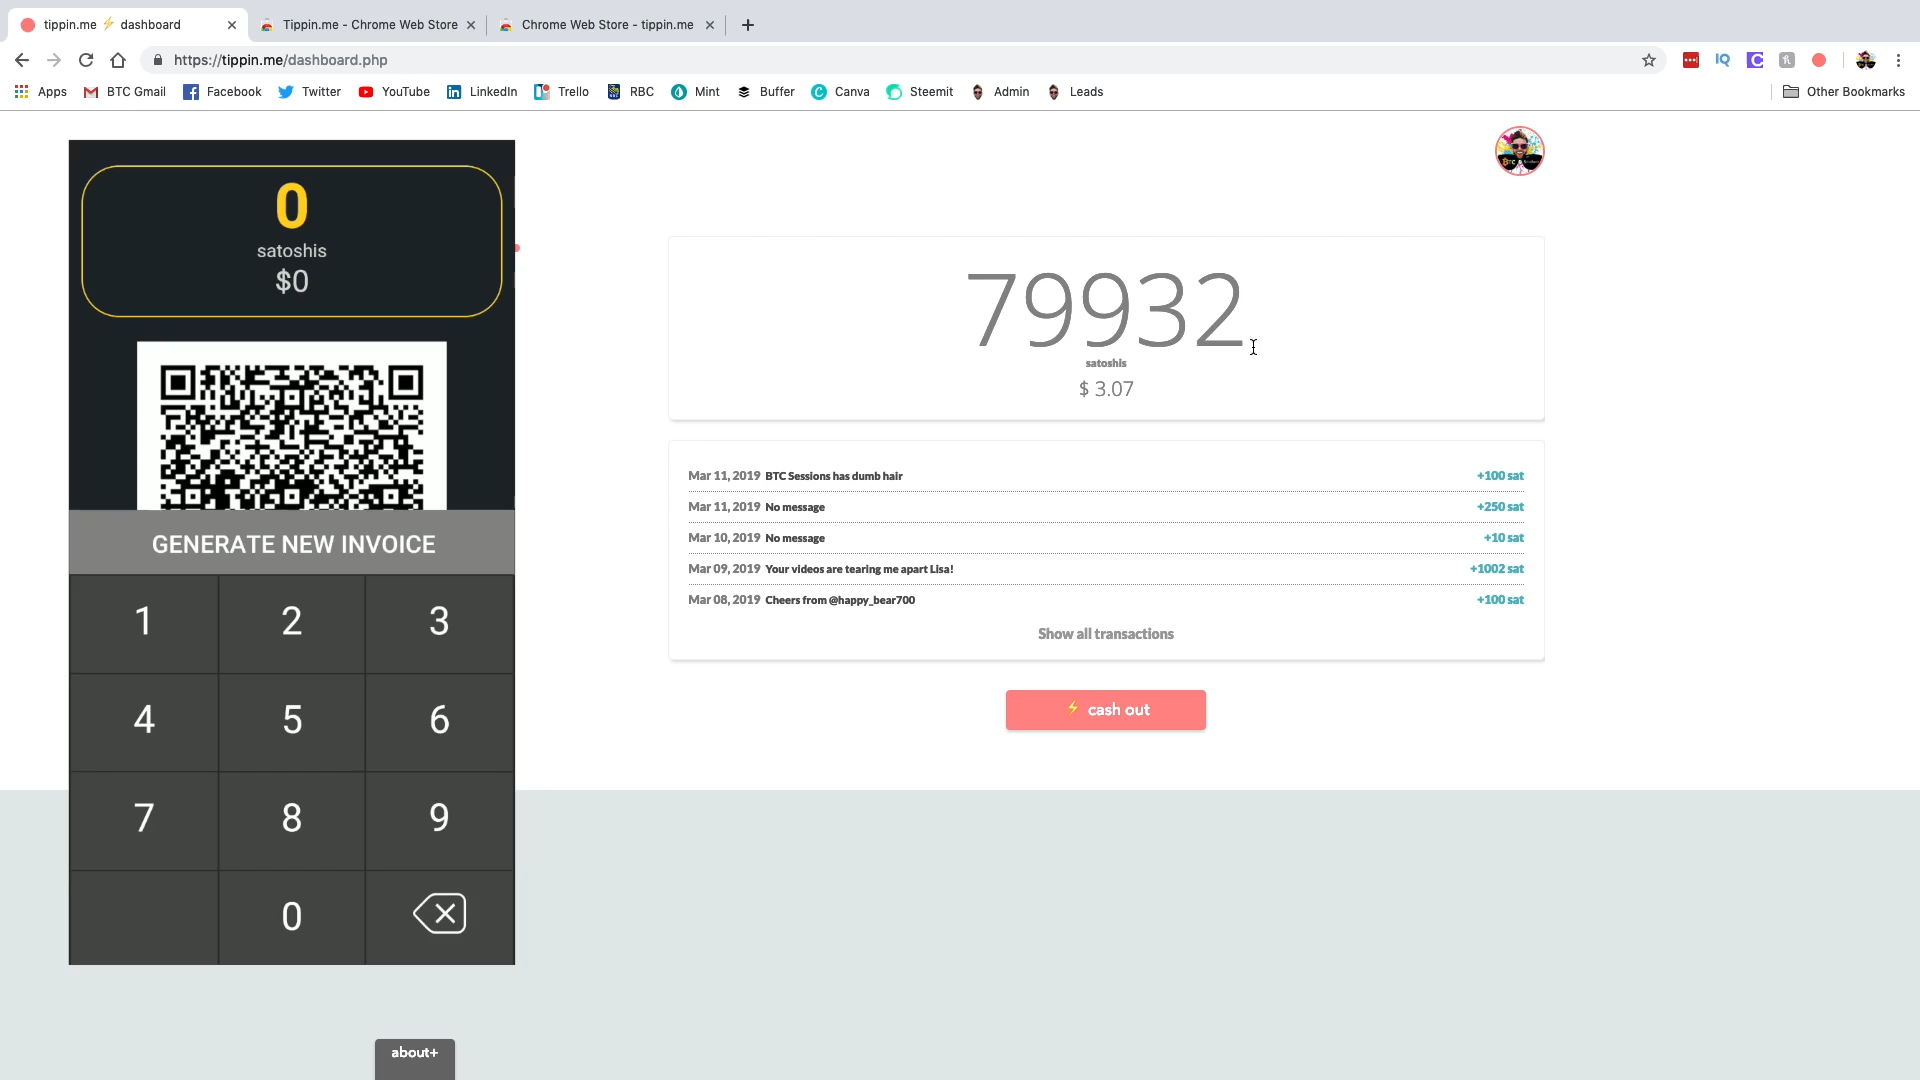 tippin.me ⚡ dashboard
Tippin.me - Chrome Web Store
Chrome Web Store - tippin.me
https://tippin.me/dashboard.php
IQ
C
Apps
BTC Gmail
Facebook
Twitter
YouTube
LinkedIn
Trello
RBC
Mint
Buffer
Canva
Steemit
Admin
Leads
Other Bookmarks
0
satoshis
$0
GENERATE NEW INVOICE
1 2 3
4 5 6
7 8 9
0
79932
satoshis
$ 3.07
Mar 11, 2019 BTC Sessions has dumb hair +100 sat
Mar 11, 2019 No message +250 sat
Mar 10, 2019 No message +10 sat
Mar 09, 2019 Your videos are tearing me apart Lisa! +1002 sat
Mar 08, 2019 Cheers from @happy_bear700 +100 sat
Show all transactions
⚡ cash out
about+